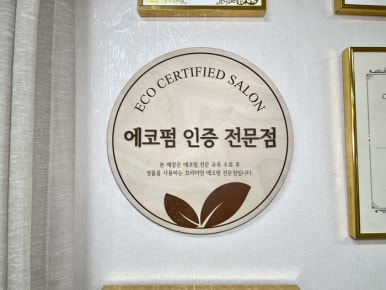 ECO CERTIFIED SALON
에코펌 인증 전문점
본 매장은 에코펌 전문 교육 수료 후
정품을 사용하는 프리미엄 에코펌 전문점입니다.